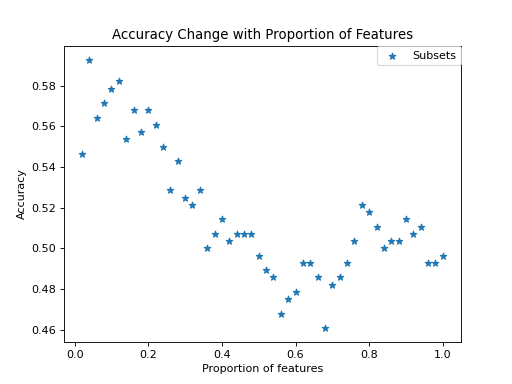 Accuracy Change with Proportion of Features
Subsets
0.58
0.56
0.54
0.52
0.50
0.48
0.46
Accuracy
0.0 0.2 0.4 0.6 0.8 1.0
Proportion of features